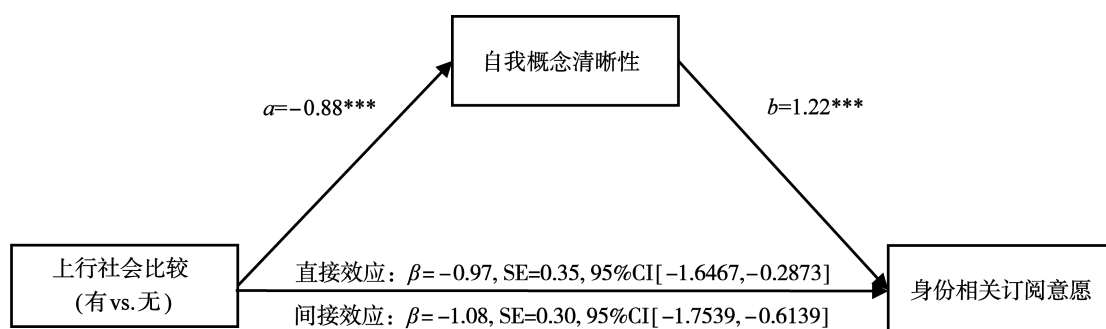 自我概念清晰性
a=−0.88***
b=1.22***
上行社会比较
(有vs.无)
直接效应：β=−0.97, SE=0.35, 95%CI[−1.6467,−0.2873]
间接效应：β=−1.08, SE=0.30, 95%CI[−1.7539, −0.6139]
身份相关订阅意愿